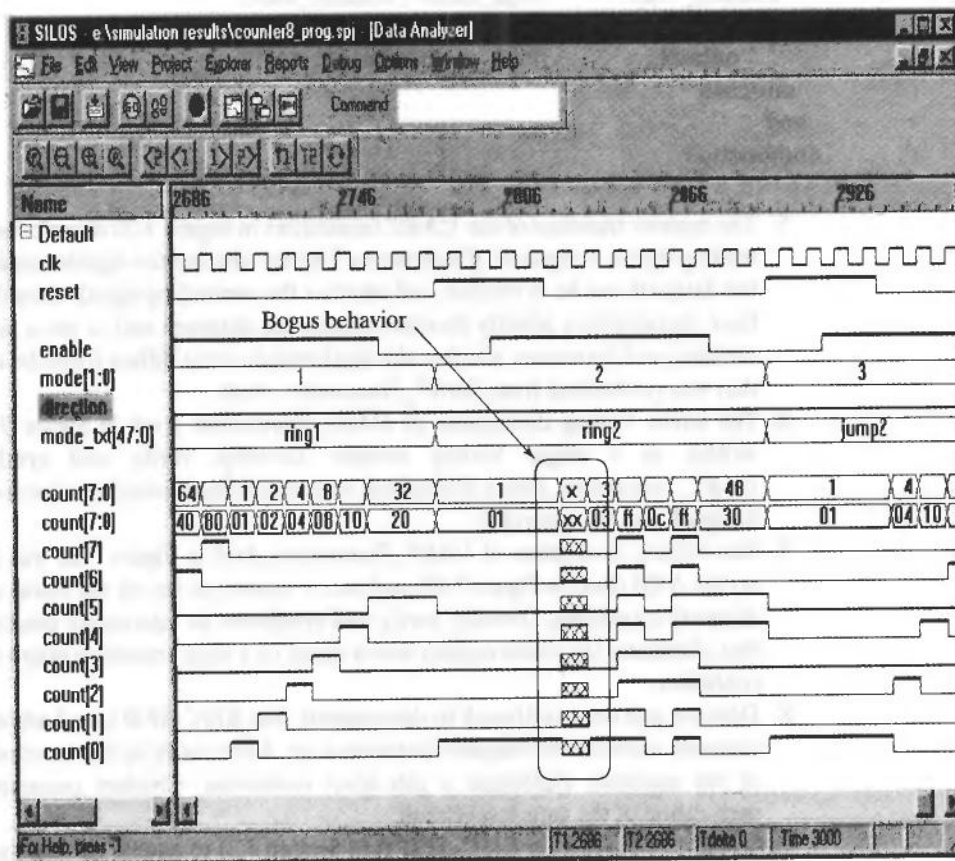 SILOS - e:\simulation results\counter8_prog.spj - [Data Analyzer]
File Edit View Project Explorer Reports Debug Options Window Help
Command
Name 2686 2746 2806 2866 2926
Default
clk
reset
Bogus behavior
enable
mode[1:0] 1 2 3
direction
mode_txt[47:0] ring1 ring2 jump2
count[7:0] 64 1 2 4 8 32 1 x 3 48 1 4
count[7:0] 40 80 01 02 04 08 10 20 01 xx 03 ff 0c ff 30 01 04 10
count[7]
count[6]
count[5]
count[4]
count[3]
count[2]
count[1]
count[0]
For Help, press F1 T1 2686 T2 2686 Tdelta 0 Time 3000